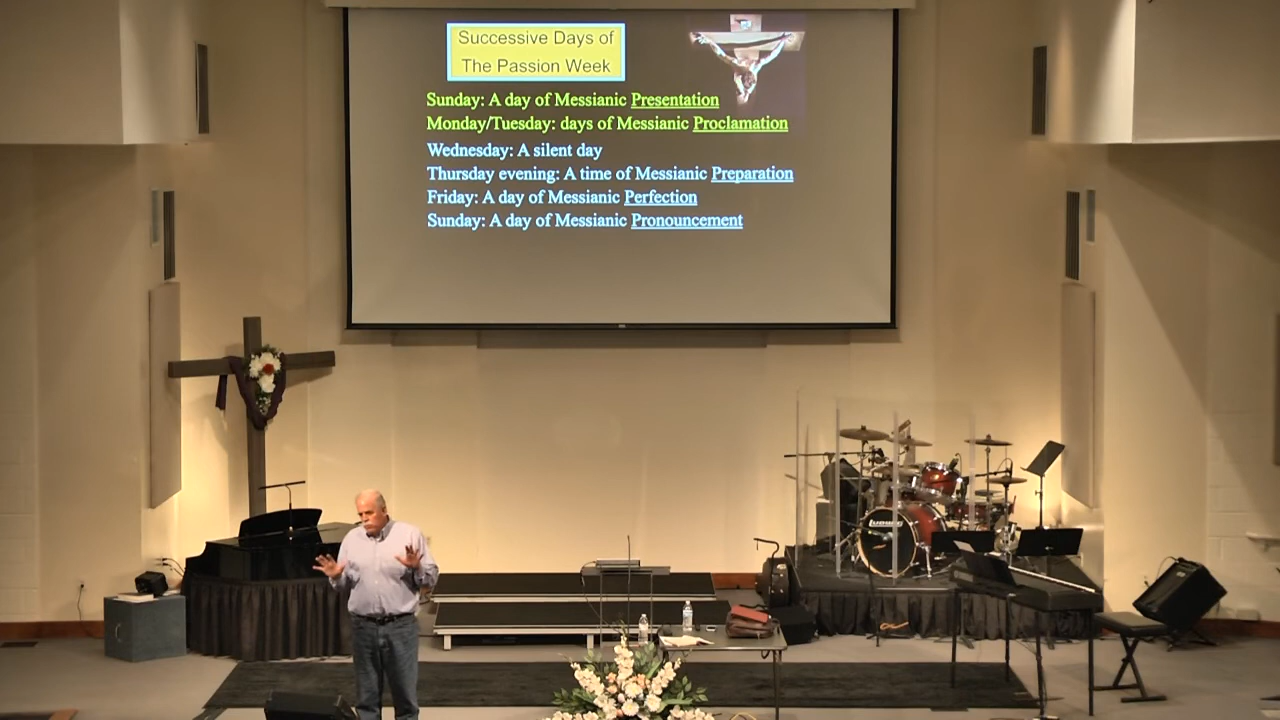 Successive Days of
The Passion Week
Sunday: A day of Messianic Presentation
Monday/Tuesday: days of Messianic Proclamation
Wednesday: A silent day
Thursday evening: A time of Messianic Preparation
Friday: A day of Messianic Perfection
Sunday: A day of Messianic Pronouncement
LUDWIG